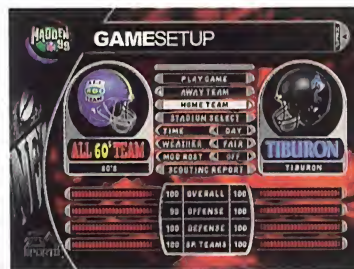 MADDEN
99
GAMESETUP
PLAY GAME
AWAY TEAM
HOME TEAM
STADIUM SELECT
TIME DAY
WEATHER FAIR
MOD ROST OFF
SCOUTING REPORT
ALL 60'S TEAM
60'S
TIBURON
TIBURON
100 OVERALL 100
90 OFFENSE 100
100 DEFENSE 100
100 SP. TEAMS 100
EA
SPORTS